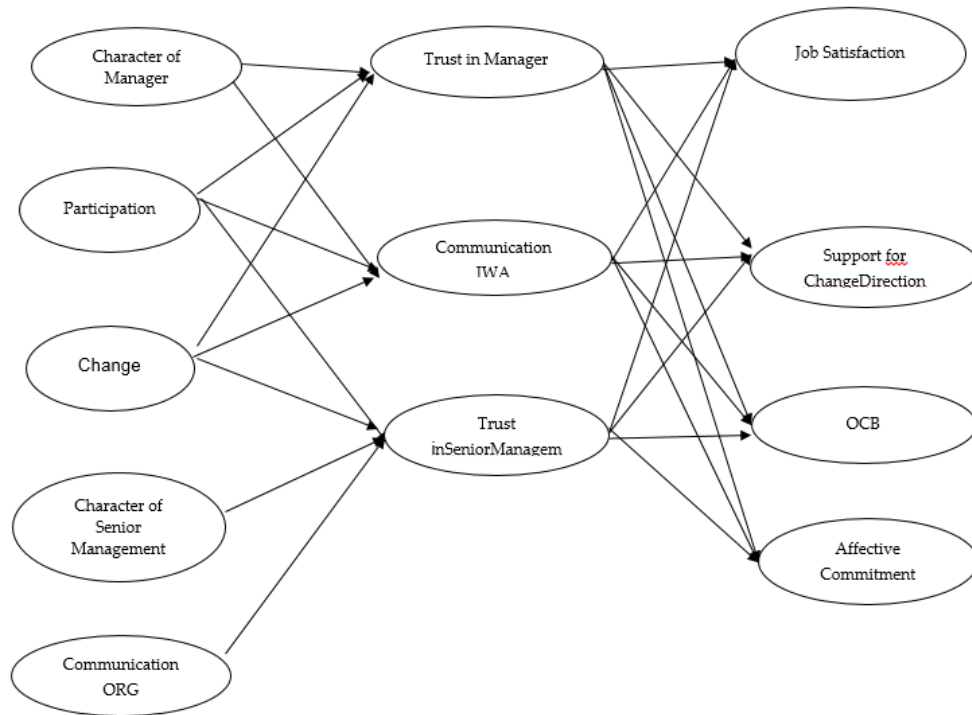 Character of
Manager
Trust in Manager
Job Satisfaction
Participation
Communication
IWA
Support for
ChangeDirection
Change
Trust
inSeniorManagem
OCB
Character of
Senior
Management
Affective
Commitment
Communication
ORG